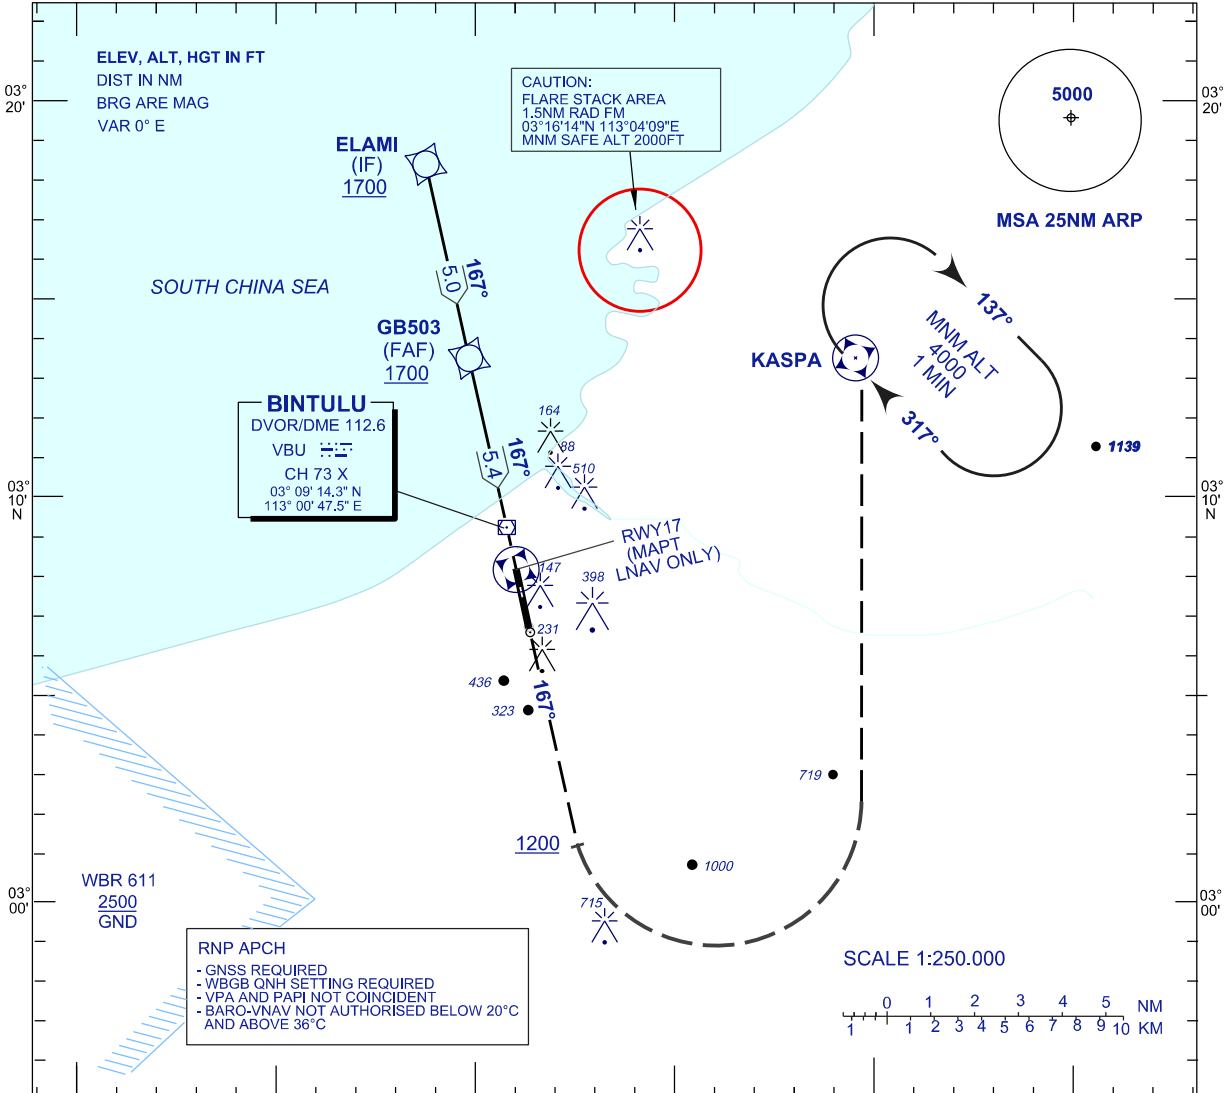 ELEV, ALT, HGT IN FT
DIST IN NM
BRG ARE MAG
VAR 0° E
03°
20'
CAUTION:
FLARE STACK AREA
1.5NM RAD FM
03°16'14"N 113°04'09"E
MNM SAFE ALT 2000FT
5000
MSA 25NM ARP
03°
20'
ELAMI
(IF)
1700
SOUTH CHINA SEA
167°
5.0
GB503
(FAF)
1700
KASPA
137°
MNM ALT
4000
1 MIN
317°
1139
BINTULU
DVOR/DME 112.6
VBU
CH 73 X
03° 09' 14.3" N
113° 00' 47.5" E
167°
5.4
164
88
510
03°
10'
N
03°
10'
N
RWY17
(MAPT
LNAV ONLY)
147
398
231
436
323
167°
719
1200
1000
715
WBR 611
2500
GND
03°
00'
03°
00'
RNP APCH
- GNSS REQUIRED
- WBGB QNH SETTING REQUIRED
- VPA AND PAPI NOT COINCIDENT
- BARO-VNAV NOT AUTHORISED BELOW 20°C
AND ABOVE 36°C
SCALE 1:250.000
0 1 2 3 4 5 NM
1 1 2 3 4 5 6 7 8 9 10 KM